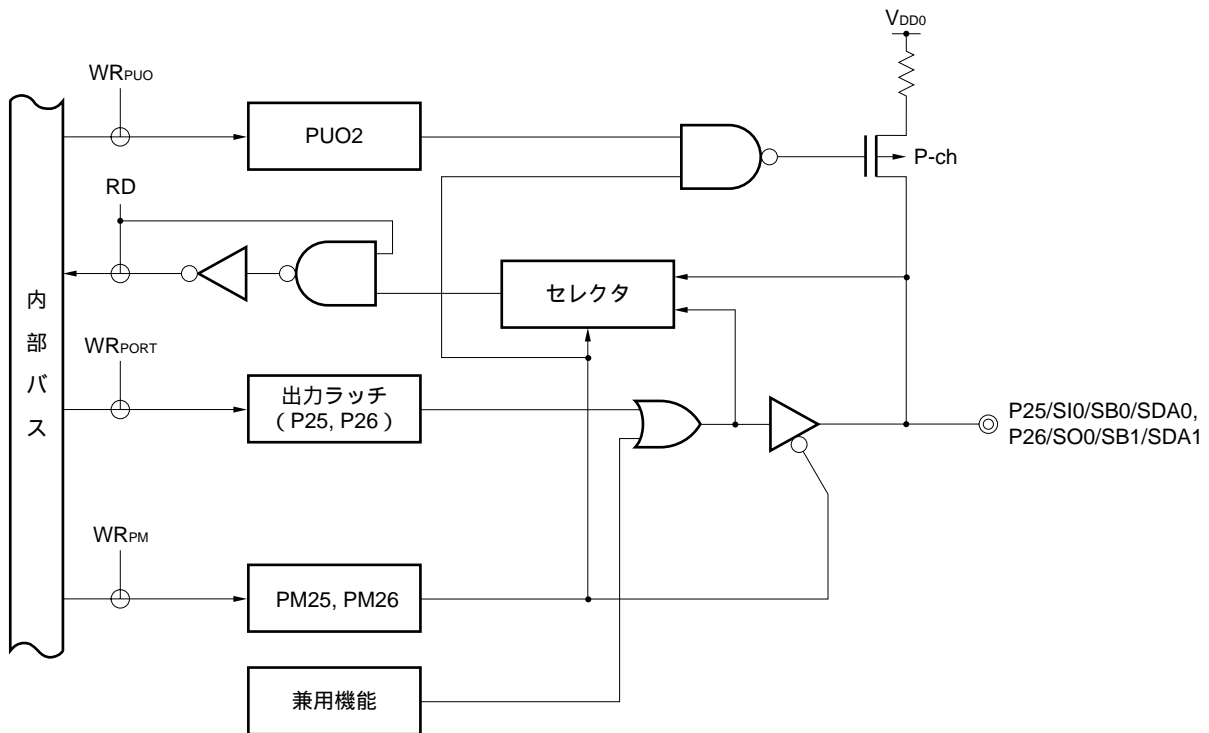 VDD0
WRPUO
PUO2
P-ch
RD
セレクタ
内部バス
WRPORT
出力ラッチ
(P25, P26)
P25/SI0/SB0/SDA0,
P26/SO0/SB1/SDA1
WRPM
PM25, PM26
兼用機能